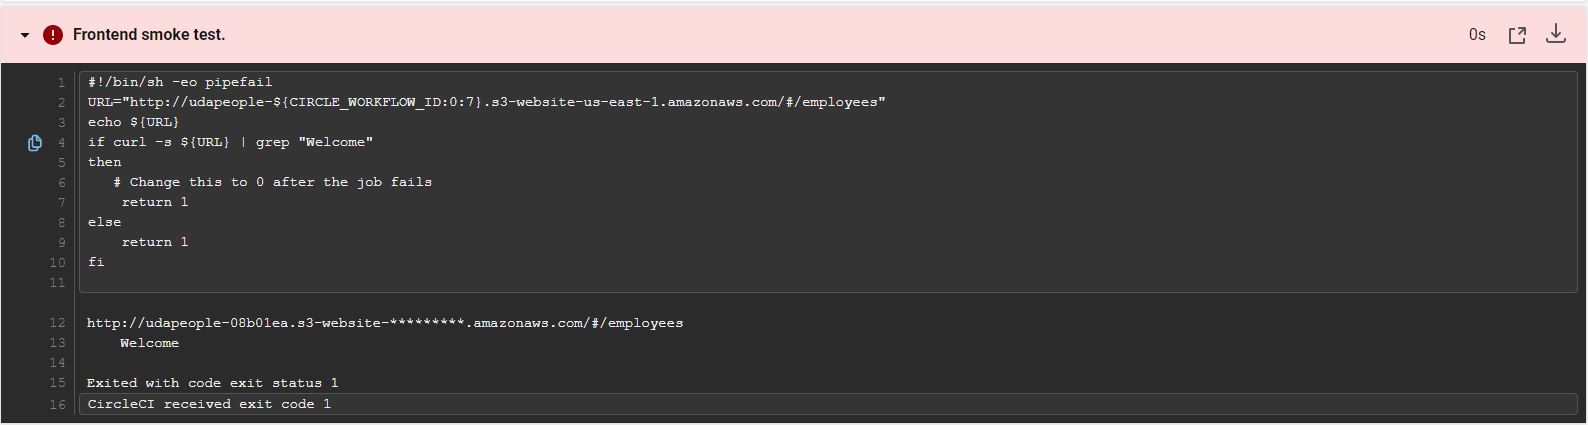 Frontend smoke test.
0s
1 #!/bin/sh -eo pipefail
2 URL="http://udapeople-${CIRCLE_WORKFLOW_ID:0:7}.s3-website-us-east-1.amazonaws.com/#/employees"
3 echo ${URL}
4 if curl -s ${URL} | grep "Welcome"
5 then
6    # Change this to 0 after the job fails
7     return 1
8 else
9     return 1
10 fi
11
12 http://udapeople-08b01ea.s3-website-*********.amazonaws.com/#/employees
13     Welcome
14
15 Exited with code exit status 1
16 CircleCI received exit code 1